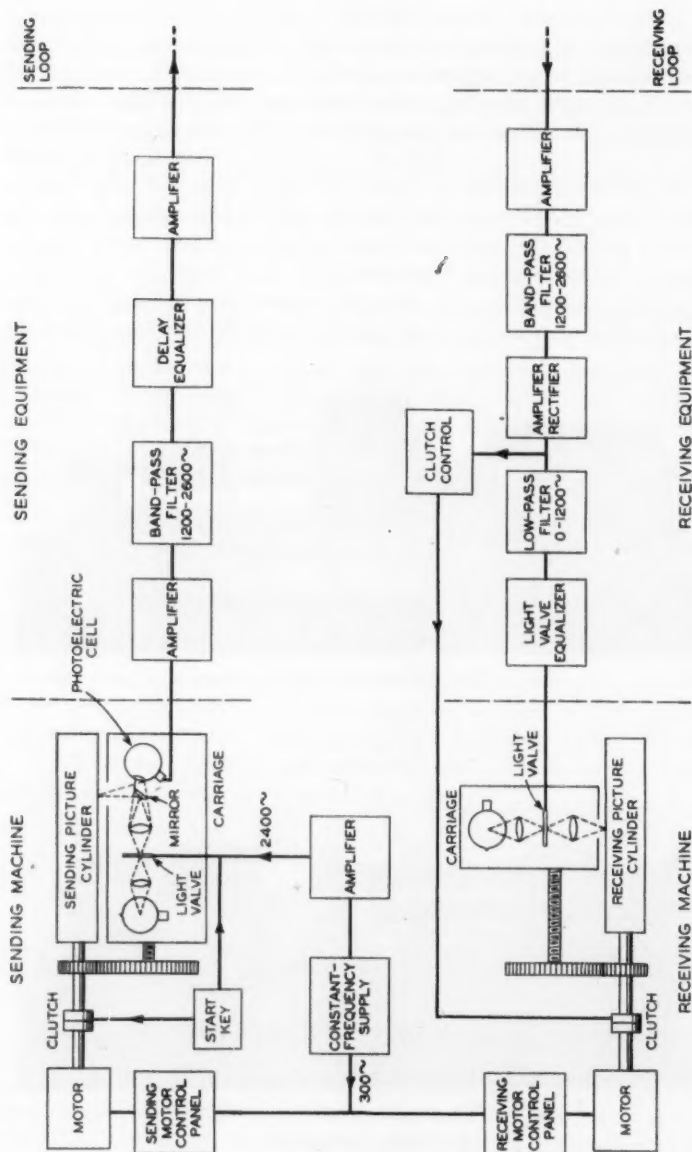 SENDING MACHINE
SENDING EQUIPMENT
SENDING
LOOP
MOTOR
CLUTCH
SENDING PICTURE
CYLINDER
PHOTOELECTRIC
CELL
MIRROR
LIGHT
VALVE
CARRIAGE
AMPLIFIER
BAND-PASS
FILTER
1200-2600~
DELAY
EQUALIZER
AMPLIFIER
START
KEY
2400~
SENDING
MOTOR
CONTROL
PANEL
CONSTANT-
FREQUENCY
SUPPLY
AMPLIFIER
300~
RECEIVING
MOTOR
CONTROL
PANEL
MOTOR
CLUTCH
CARRIAGE
LIGHT
VALVE
RECEIVING PICTURE
CYLINDER
CLUTCH
CONTROL
LIGHT
VALVE
EQUALIZER
LOW-PASS
FILTER
0-1200~
AMPLIFIER
RECTIFIER
BAND-PASS
FILTER
1200-2600~
AMPLIFIER
RECEIVING
LOOP
RECEIVING MACHINE
RECEIVING EQUIPMENT